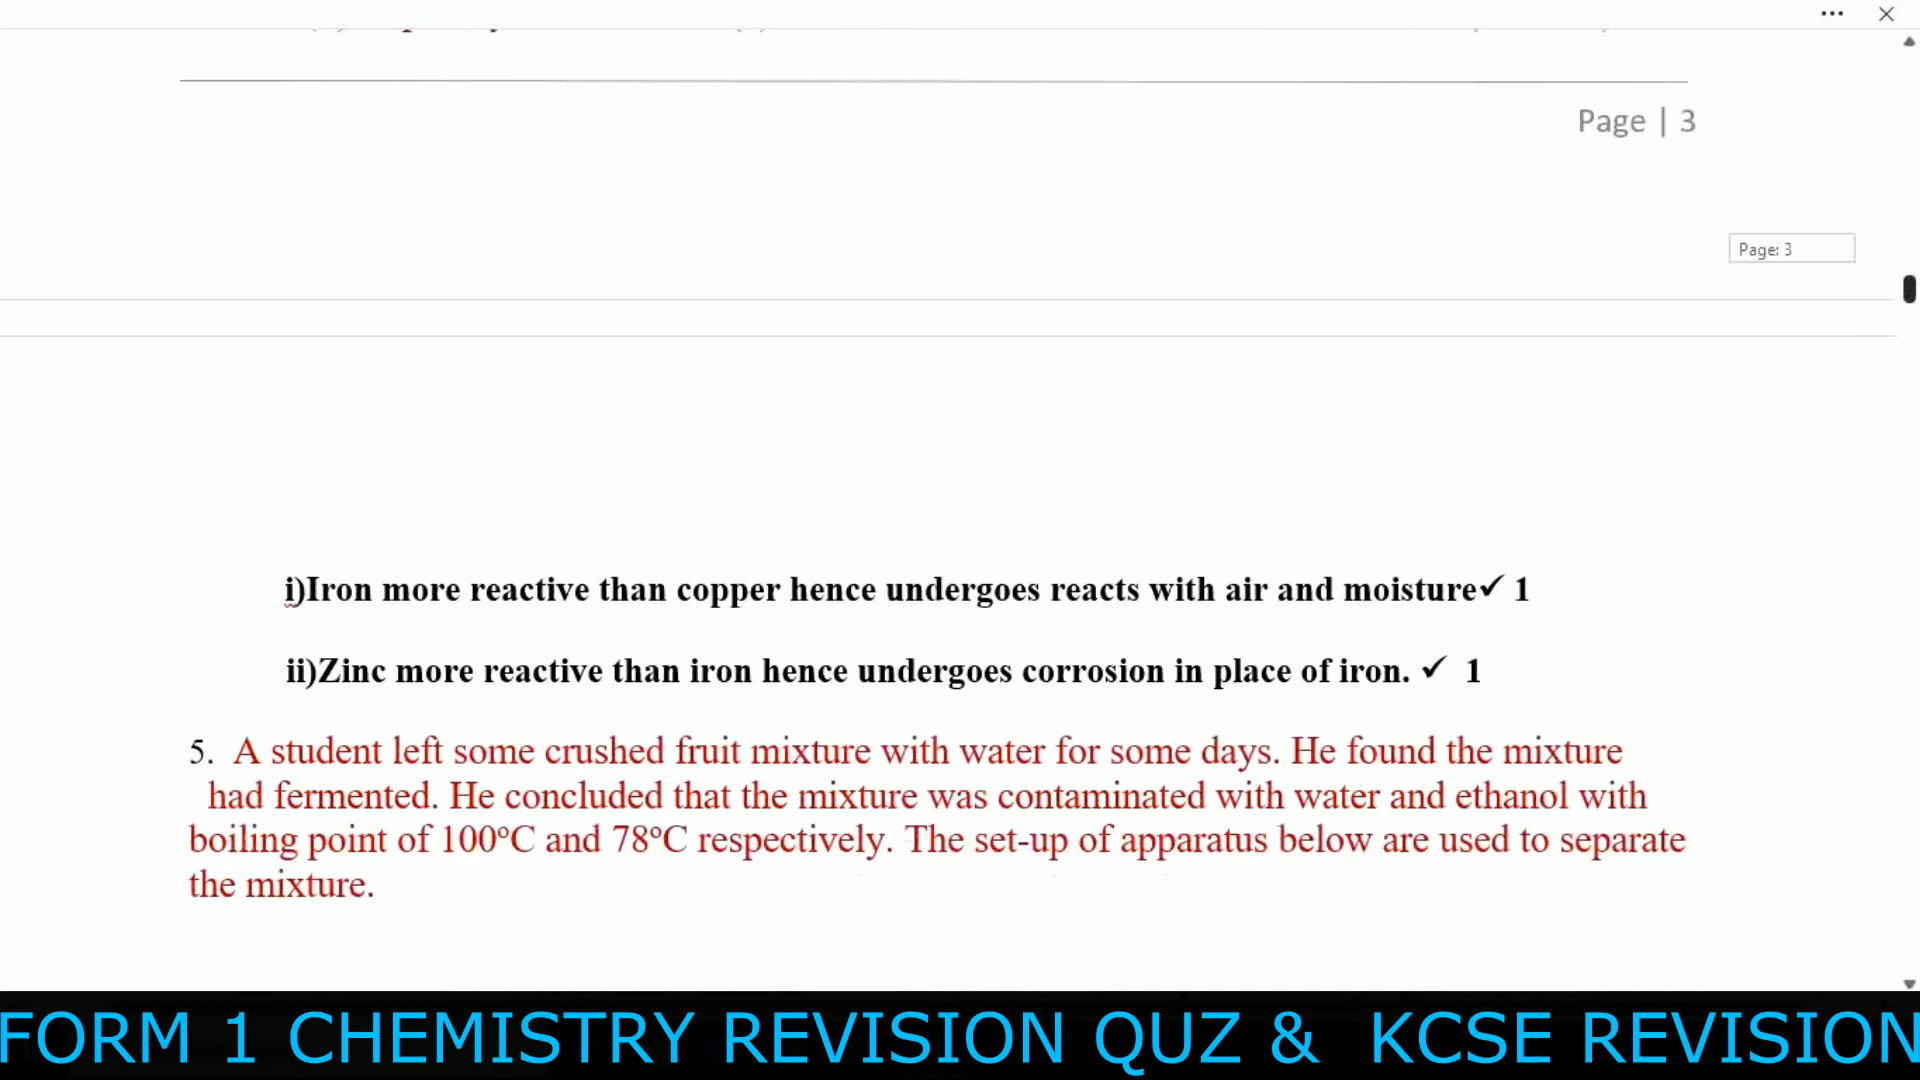 Page | 3
Page: 3
i)Iron more reactive than copper hence undergoes reacts with air and moisture✓ 1
ii)Zinc more reactive than iron hence undergoes corrosion in place of iron. ✓ 1
5. A student left some crushed fruit mixture with water for some days. He found the mixture
had fermented. He concluded that the mixture was contaminated with water and ethanol with
boiling point of 100ºC and 78ºC respectively. The set-up of apparatus below are used to separate
the mixture.
FORM 1 CHEMISTRY REVISION QUZ & KCSE REVISION